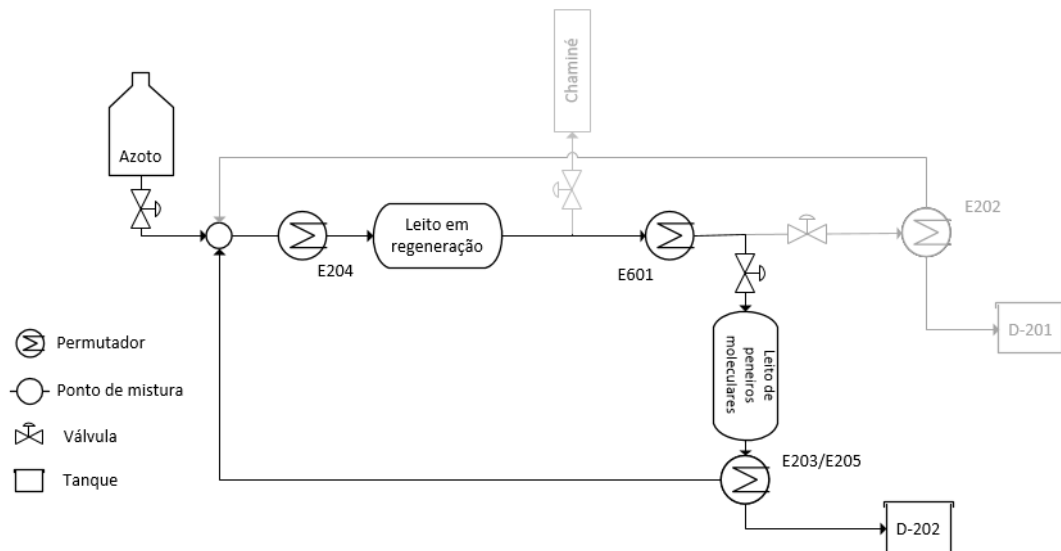 Chaminé
Azoto
E202
Leito em
regeneração
E204
E601
D-201
Permutador
Leito de
peneiros
moleculares
Ponto de mistura
Válvula
E203/E205
Tanque
D-202